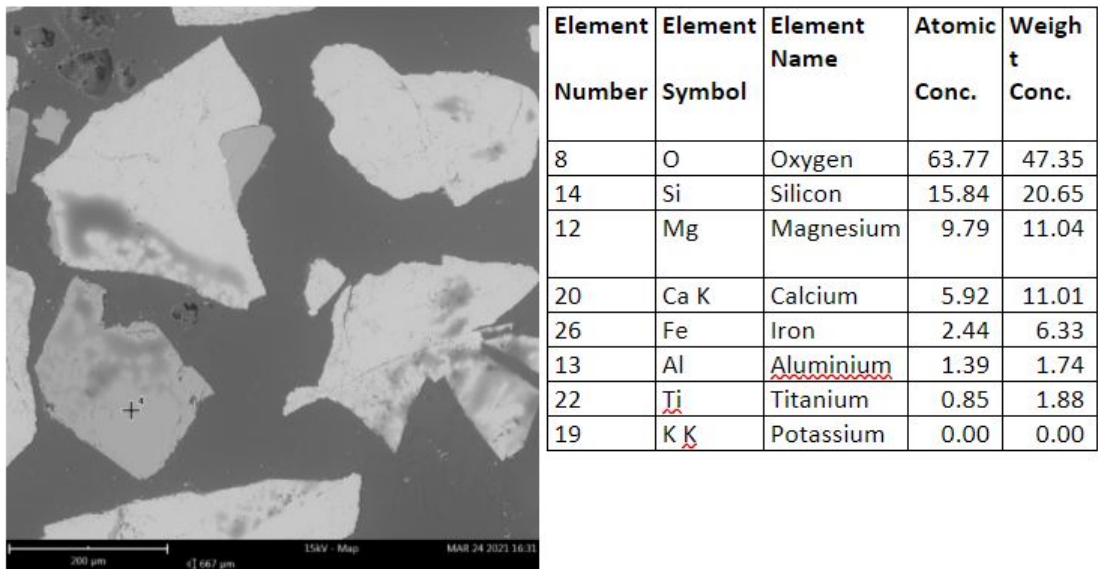 4
200 µm
667 µm
15kV - Map
MAR 24 2021 16:31
Element Number Element Symbol Element Name Atomic Conc. Weight Conc.
8 O Oxygen 63.77 47.35
14 Si Silicon 15.84 20.65
12 Mg Magnesium 9.79 11.04
20 Ca K Calcium 5.92 11.01
26 Fe Iron 2.44 6.33
13 Al Aluminium 1.39 1.74
22 Ti Titanium 0.85 1.88
19 K K Potassium 0.00 0.00